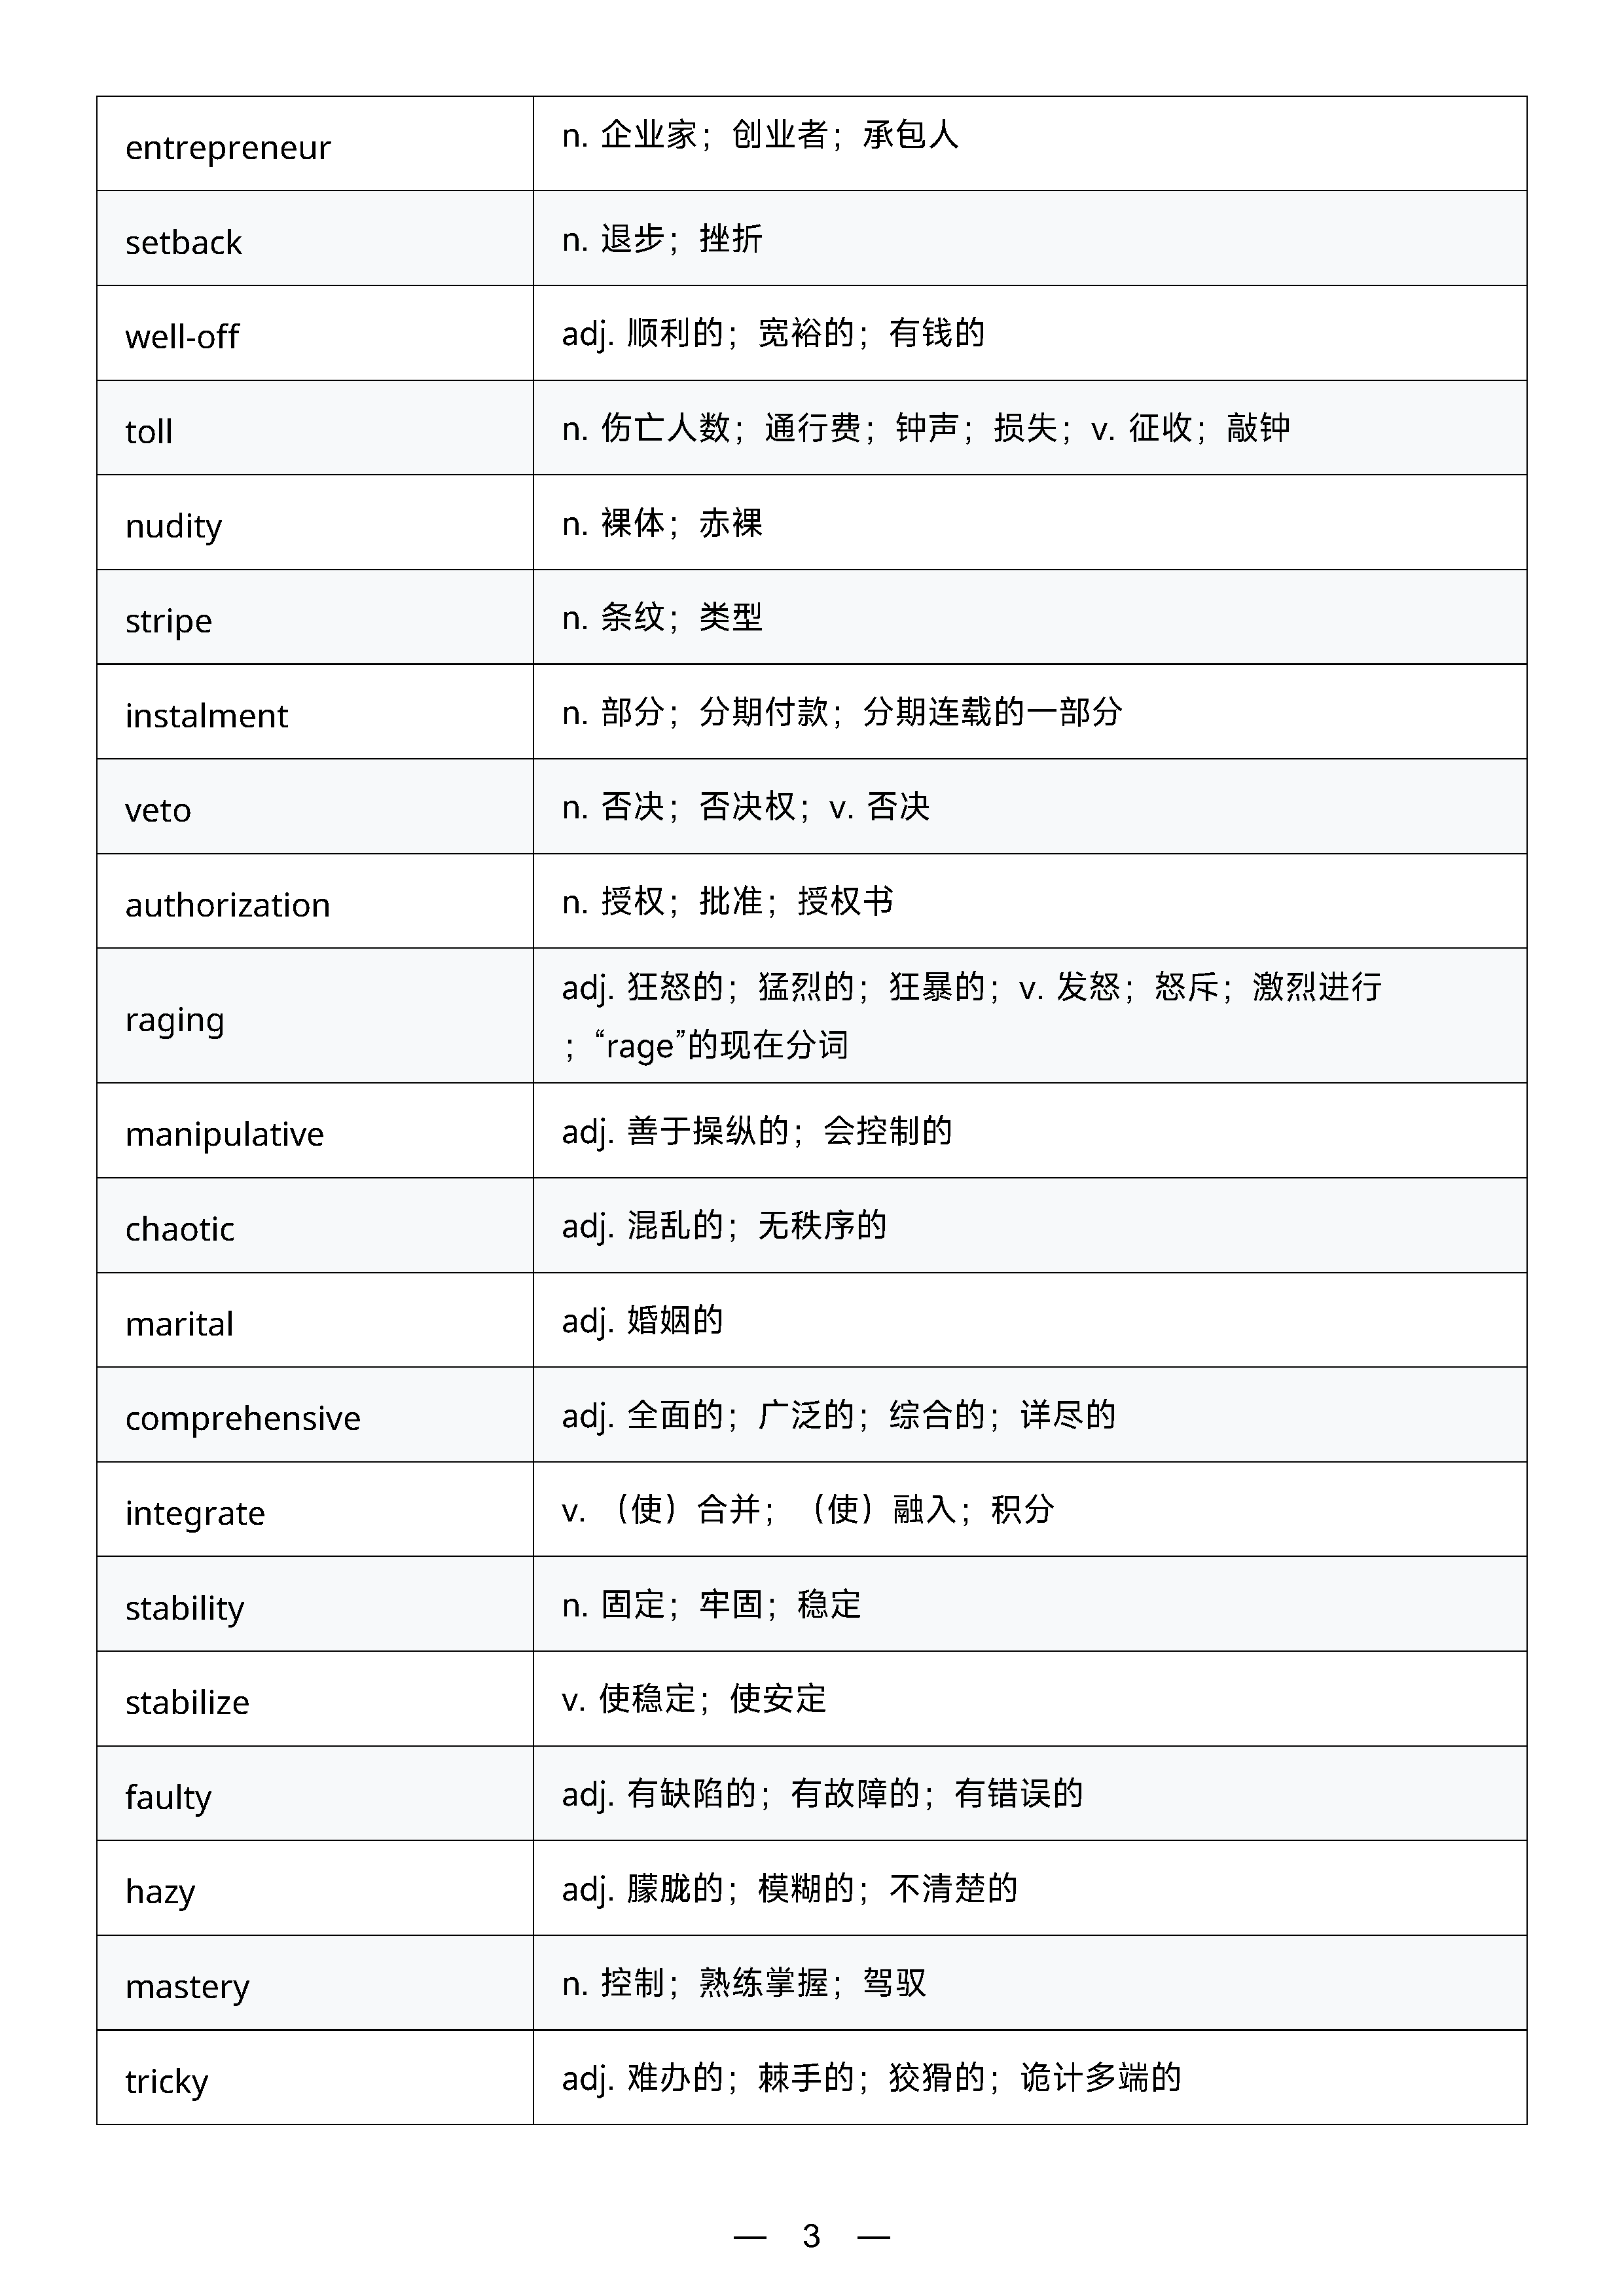 entrepreneur n. 企业家；创业者；承包人
setback n. 退步；挫折
well-off adj. 顺利的；宽裕的；有钱的
toll n. 伤亡人数；通行费；钟声；损失；v. 征收；敲钟
nudity n. 裸体；赤裸
stripe n. 条纹；类型
instalment n. 部分；分期付款；分期连载的一部分
veto n. 否决；否决权；v. 否决
authorization n. 授权；批准；授权书
raging adj. 狂怒的；猛烈的；狂暴的；v. 发怒；怒斥；激烈进行
；“rage”的现在分词
manipulative adj. 善于操纵的；会控制的
chaotic adj. 混乱的；无秩序的
marital adj. 婚姻的
comprehensive adj. 全面的；广泛的；综合的；详尽的
integrate v. （使）合并；（使）融入；积分
stability n. 固定；牢固；稳定
stabilize v. 使稳定；使安定
faulty adj. 有缺陷的；有故障的；有错误的
hazy adj. 朦胧的；模糊的；不清楚的
mastery n. 控制；熟练掌握；驾驭
tricky adj. 难办的；棘手的；狡猾的；诡计多端的
— 3 —